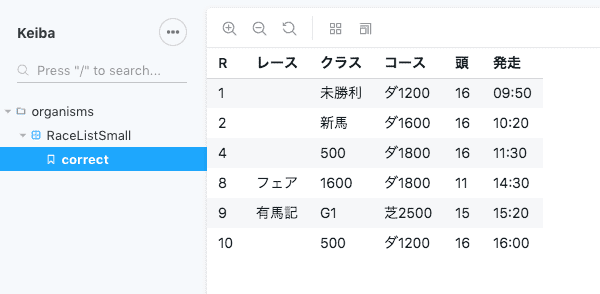 Keiba
Press "/" to search...
organisms
RaceListSmall
correct
R レース クラス コース 頭 発走
1 未勝利 ダ1200 16 09:50
2 新馬 ダ1600 16 10:20
4 500 ダ1800 16 11:30
8 フェア 1600 ダ1800 11 14:30
9 有馬記 G1 芝2500 15 15:20
10 500 ダ1200 16 16:00